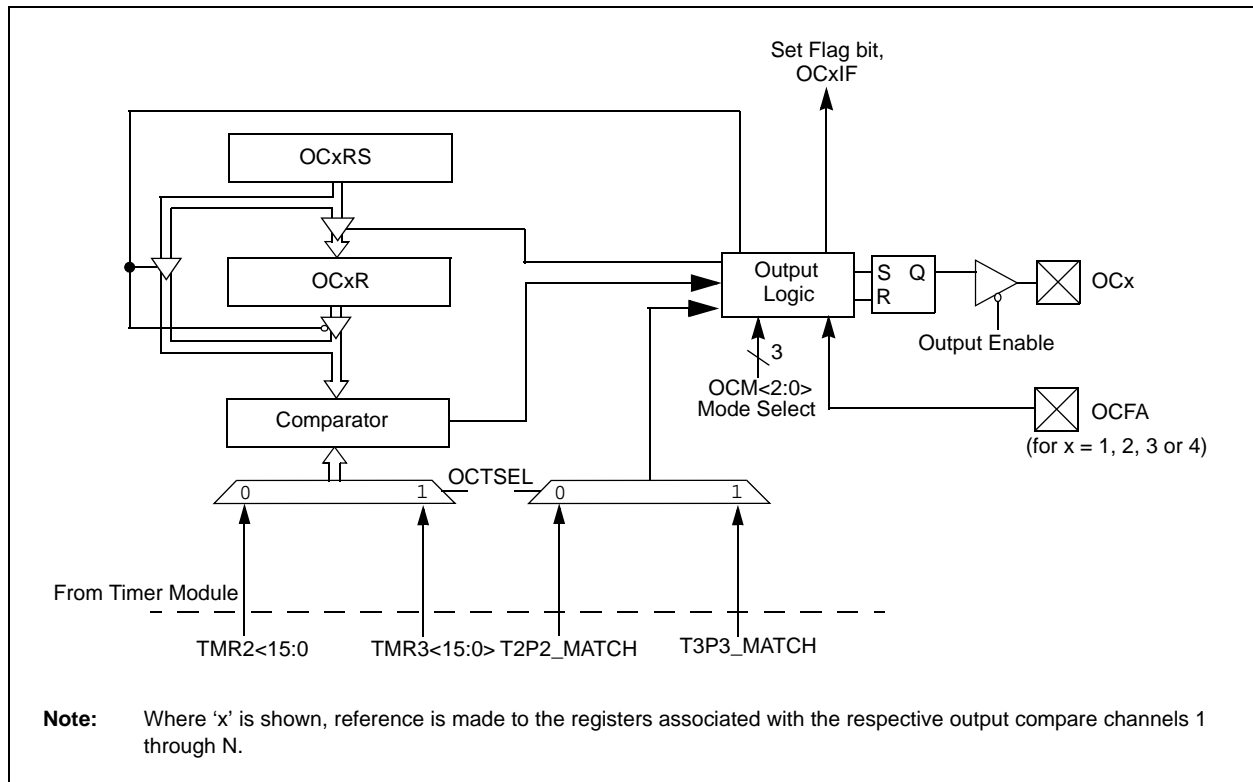 Set Flag bit,
OCxIF
OCxRS
OCxR
Output
Logic
S Q
R
OCx
Output Enable
3
OCM<2:0>
Mode Select
OCFA
(for x = 1, 2, 3 or 4)
Comparator
0 1
OCTSEL
0 1
From Timer Module
TMR2<15:0
TMR3<15:0>
T2P2_MATCH
T3P3_MATCH
Note: Where ‘x’ is shown, reference is made to the registers associated with the respective output compare channels 1
through N.